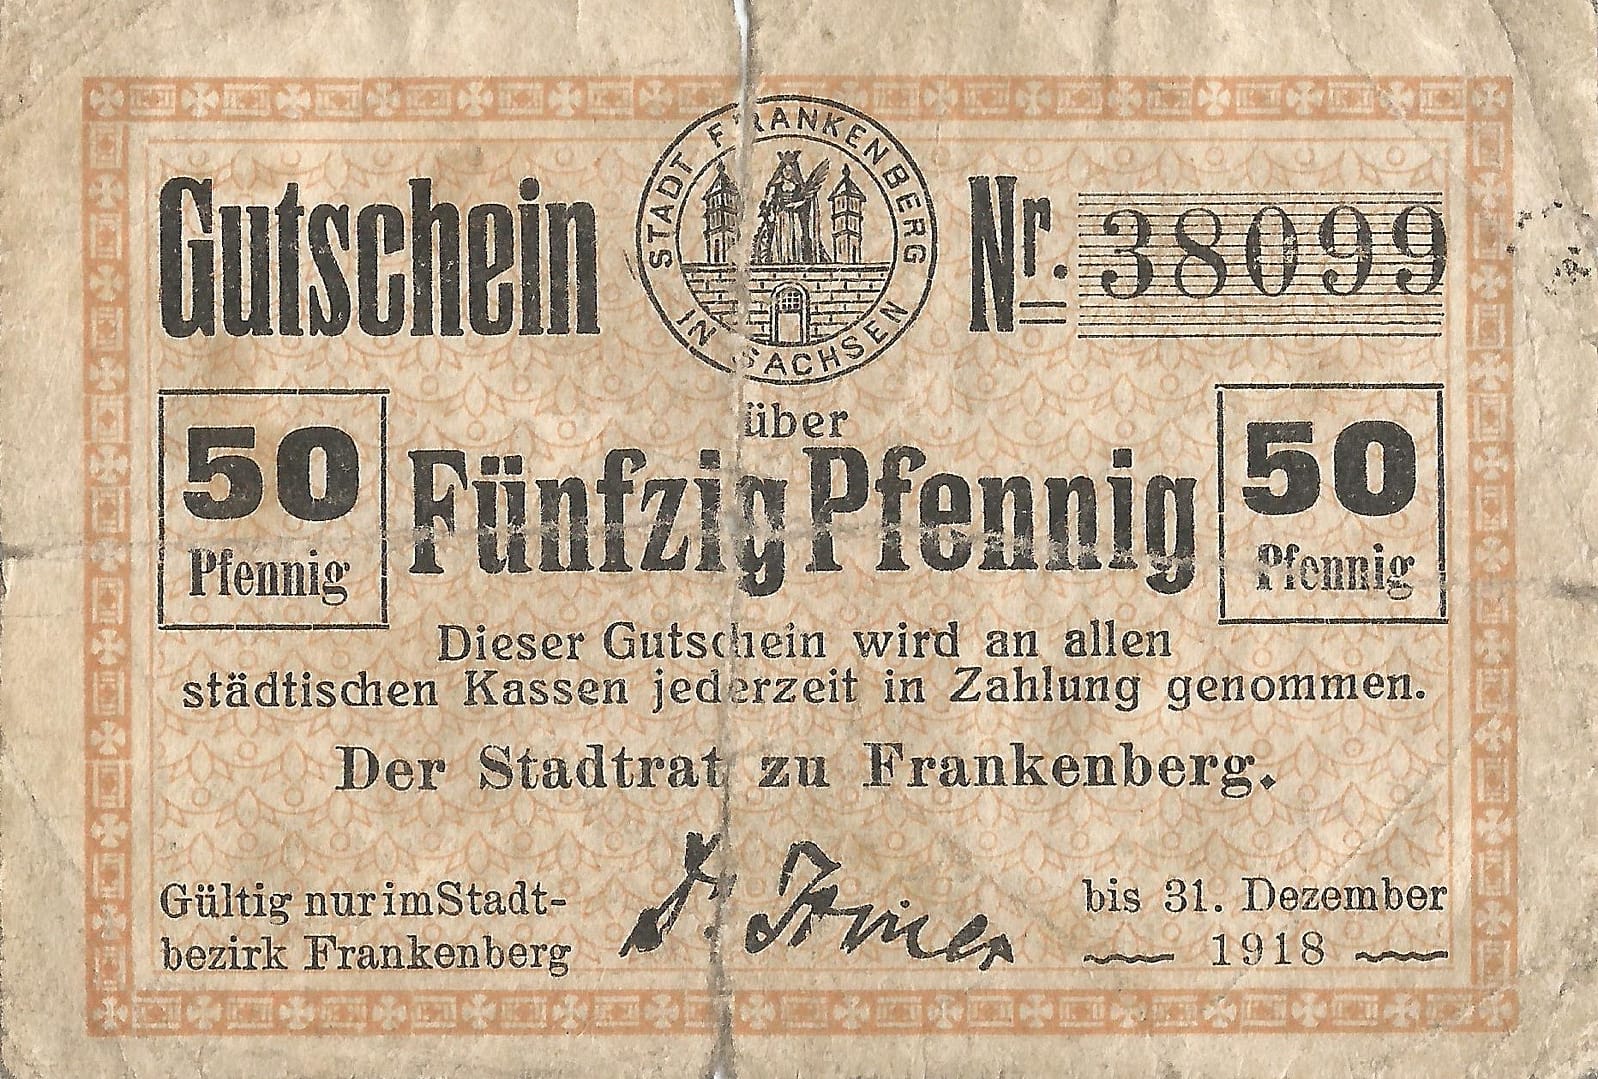 Gutschein
STADT FRANKENBERG
IN SACHSEN
Nr. 38099
über
50 Pfennig
Fünfzig Pfennig
50 Pfennig
Dieser Gutschein wird an allen
städtischen Kassen jederzeit in Zahlung genommen.
Der Stadtrat zu Frankenberg.
Gültig nur im Stadt-
bezirk Frankenberg
Dr.
bis 31. Dezember
1918